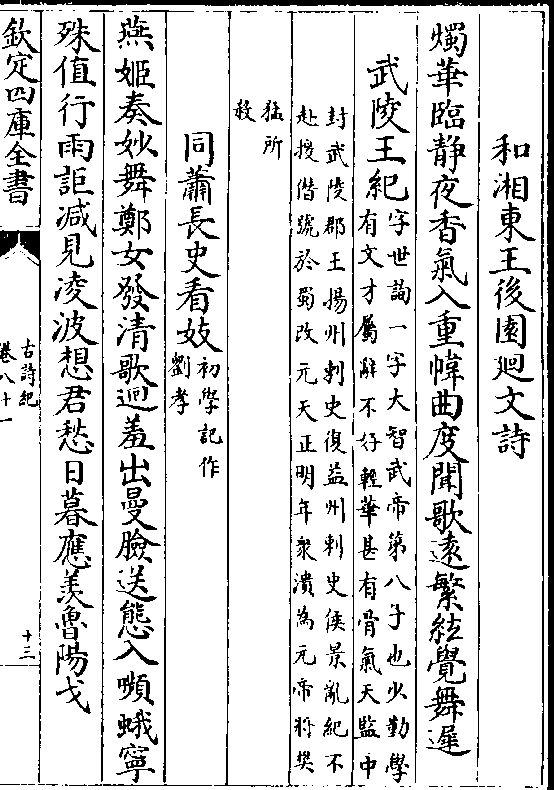 和湘東王後園廻文詩
燭華臨静夜香氣入重幃曲度聞歌遠繁絃覺舞遲
武陵王紀
字世詢一字大智武帝第八子也少勤學
有文才屬辭不好輕華甚有骨氣天監中
封武陵郡王揚州刺史復益州刺史侯景亂紀不
赴援僭號於蜀改元天正明年衆潰為元帝将樊
猛所
殺
同蕭長史看妓
初學記作
劉孝
燕姬奏妙舞鄭女發清歌廻羞出曼臉送態入嚬蛾寧
殊值行雨詎减見凌波想君愁日暮應羨魯陽戈
欽定四庫全書
古詩紀
卷八十一
十三